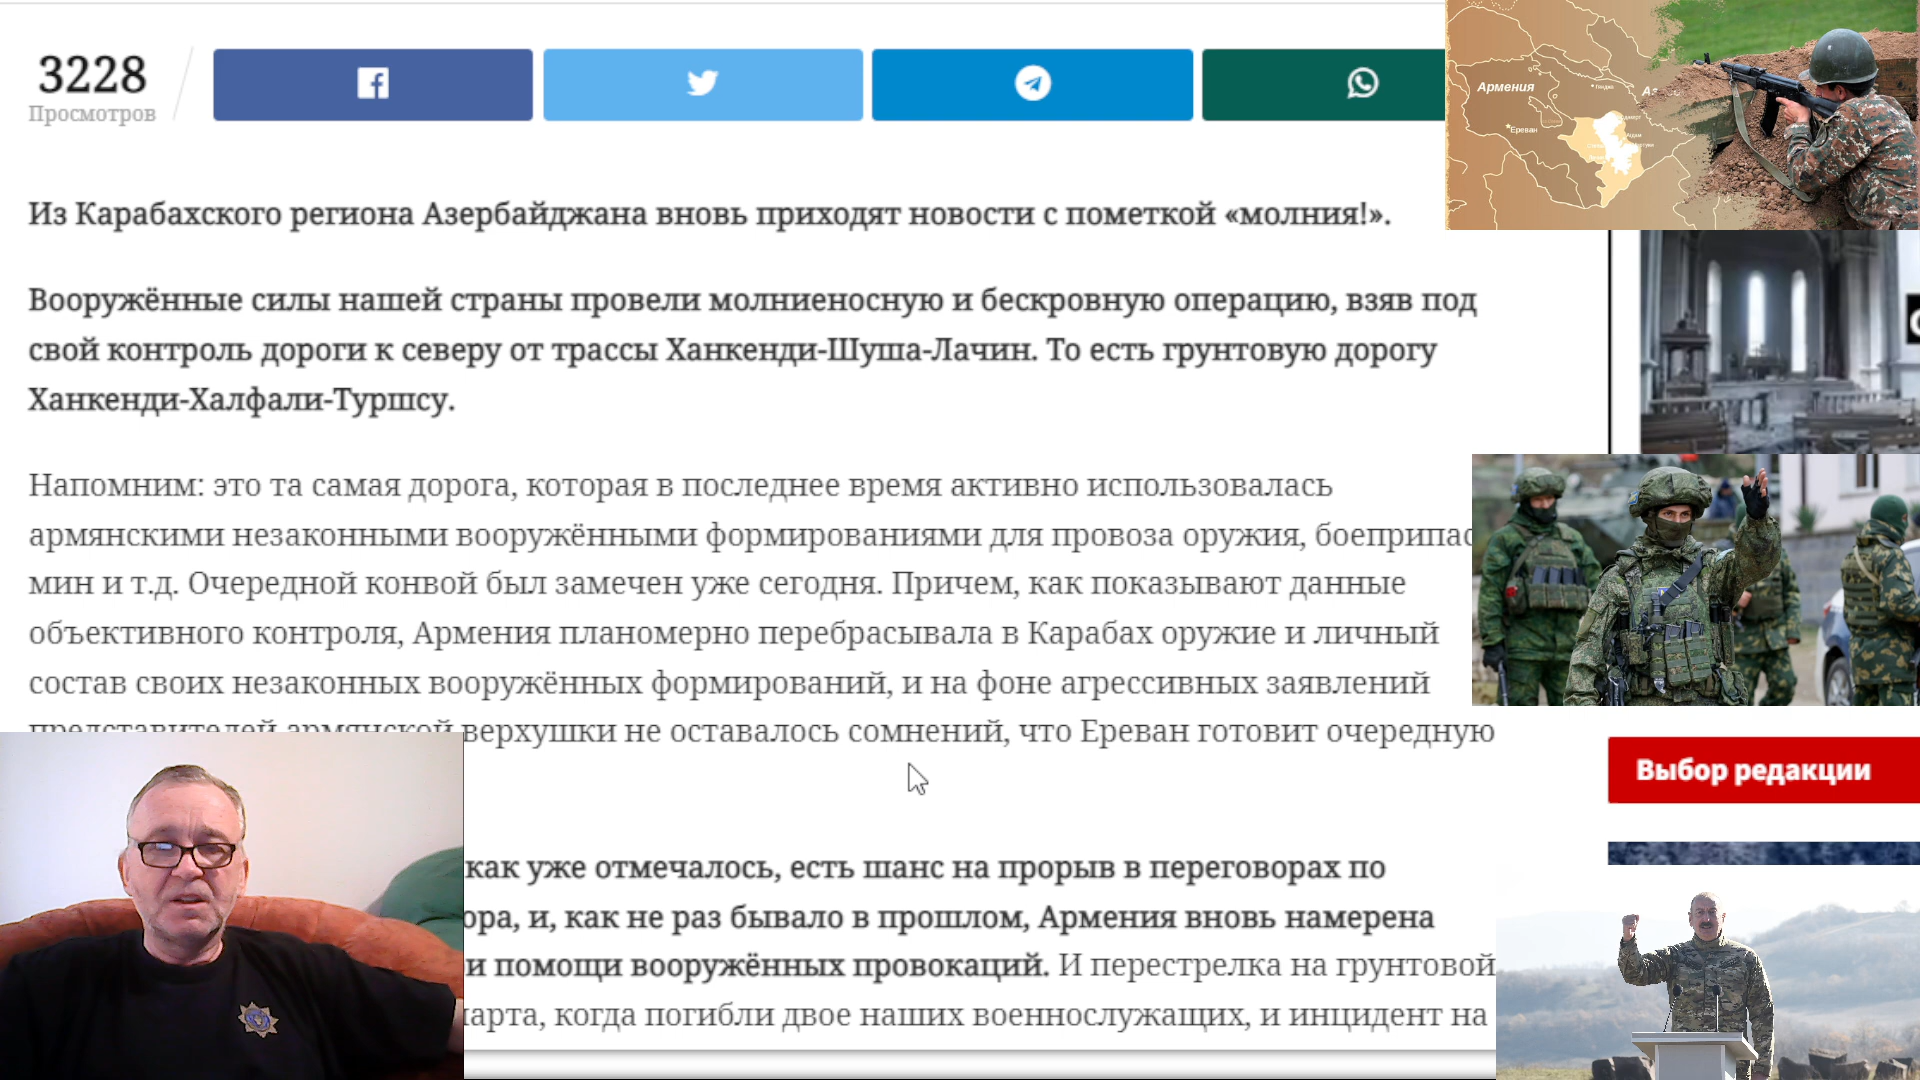 3228
Просмотров
Армения
Ереван
Из Карабахского региона Азербайджана вновь приходят новости с пометкой «молния!».
Вооружённые силы нашей страны провели молниеносную и бескровную операцию, взяв под
свой контроль дороги к северу от трассы Ханкенди-Шуша-Лачин. То есть грунтовую дорогу
Ханкенди-Халфали-Туршсу.
Напомним: это та самая дорога, которая в последнее время активно использовалась
армянскими незаконными вооружёнными формированиями для провоза оружия, боеприпас
мин и т.д. Очередной конвой был замечен уже сегодня. Причем, как показывают данные
объективного контроля, Армения планомерно перебрасывала в Карабах оружие и личный
состав своих незаконных вооружённых формирований, и на фоне агрессивных заявлений
представителей армянской верхушки не оставалось сомнений, что Ереван готовит очередную
Выбор редакции
как уже отмечалось, есть шанс на прорыв в переговорах по
ора, и, как не раз бывало в прошлом, Армения вновь намерена
и помощи вооружённых провокаций. И перестрелка на грунтовой
марта, когда погибли двое наших военнослужащих, и инцидент на